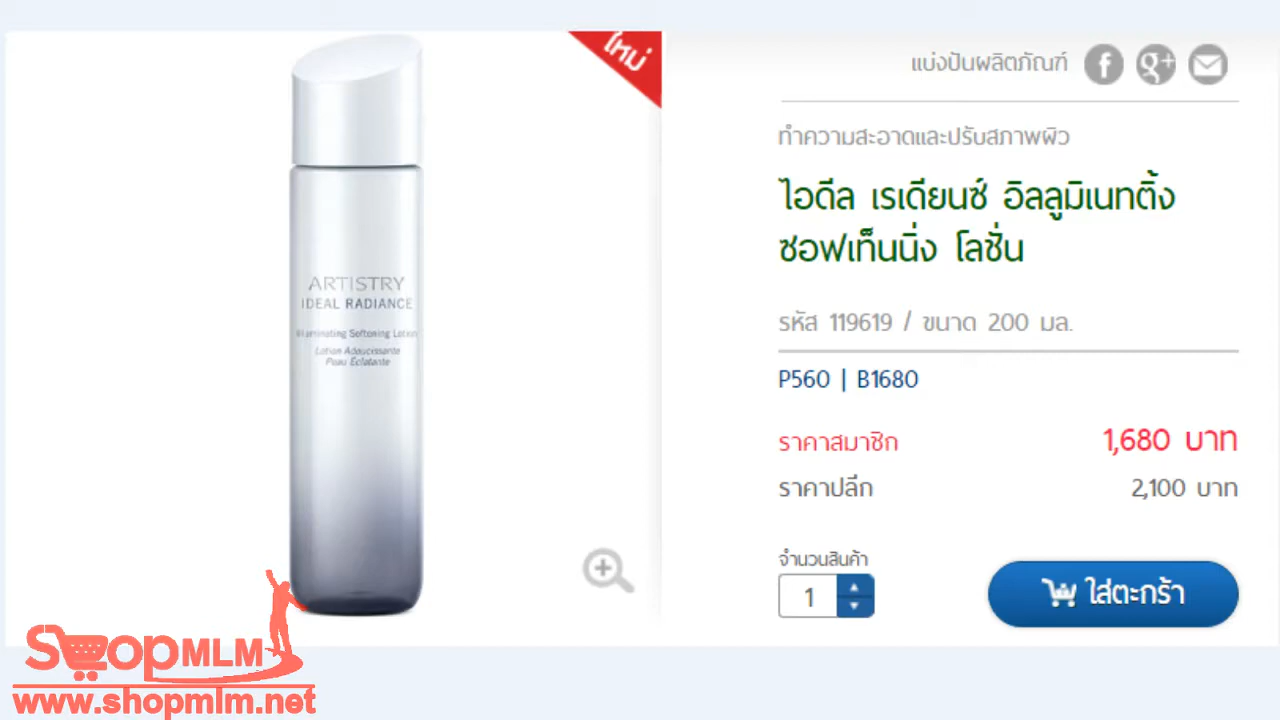 ใหม่
แบ่งปันผลิตภัณฑ์
f g+
ทำความสะอาดและปรับสภาพผิว
ไอดีล เรเดียนซ์ อิลลูมิเนทติ้ง
ซอฟเท็นนิ่ง โลชั่น
รหัส 119619 / ขนาด 200 มล.
P560 | B1680
ราคาสมาชิก 1,680 บาท
ราคาปลีก 2,100 บาท
จำนวนสินค้า
1
ใส่ตะกร้า
ARTISTRY
IDEAL RADIANCE
Illuminating Softening Lotion
Lotion Adoucissante
Peau Éclatante
SHOPMLM
www.shopmlm.net